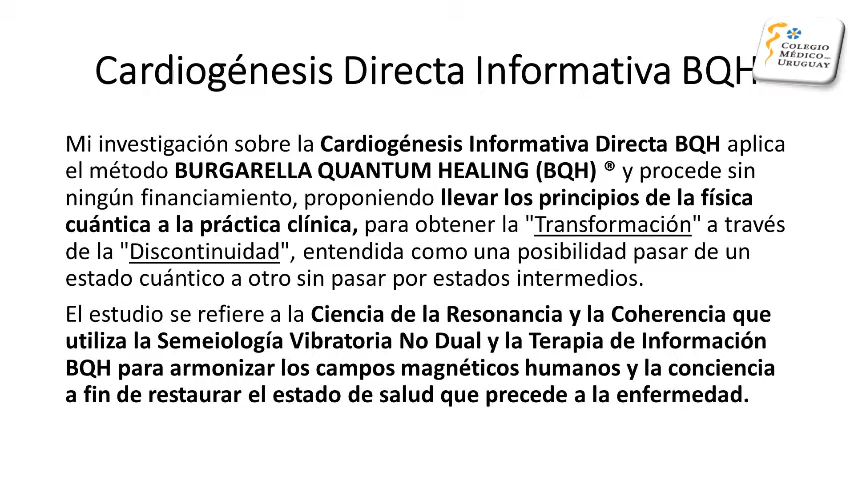 COLEGIO
MÉDICO DEL
URUGUAY
Cardiogénesis Directa Informativa BQH
Mi investigación sobre la Cardiogénesis Informativa Directa BQH aplica
el método BURGARELLA QUANTUM HEALING (BQH) ® y procede sin
ningún financiamiento, proponiendo llevar los principios de la física
cuántica a la práctica clínica, para obtener la "Transformación" a través
de la "Discontinuidad", entendida como una posibilidad pasar de un
estado cuántico a otro sin pasar por estados intermedios.
El estudio se refiere a la Ciencia de la Resonancia y la Coherencia que
utiliza la Semeiología Vibratoria No Dual y la Terapia de Información
BQH para armonizar los campos magnéticos humanos y la conciencia
a fin de restaurar el estado de salud que precede a la enfermedad.